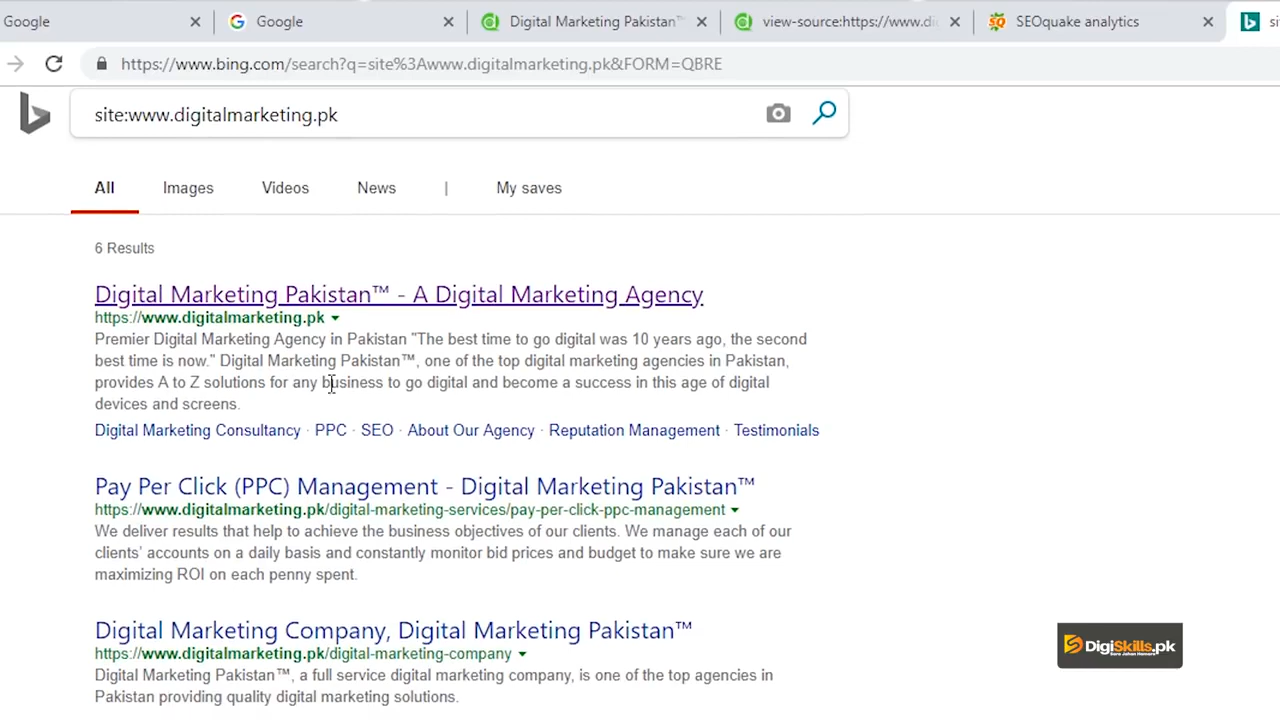 Google
Google
Digital Marketing Pakistan™
view-source:https://www.di
SEOquake analytics
https://www.bing.com/search?q=site%3Awww.digitalmarketing.pk&FORM=QBRE
site:www.digitalmarketing.pk
All Images Videos News | My saves
6 Results
Digital Marketing Pakistan™ - A Digital Marketing Agency
https://www.digitalmarketing.pk
Premier Digital Marketing Agency in Pakistan "The best time to go digital was 10 years ago, the second
best time is now." Digital Marketing Pakistan™, one of the top digital marketing agencies in Pakistan,
provides A to Z solutions for any business to go digital and become a success in this age of digital
devices and screens.
Digital Marketing Consultancy · PPC · SEO · About Our Agency · Reputation Management · Testimonials
Pay Per Click (PPC) Management - Digital Marketing Pakistan™
https://www.digitalmarketing.pk/digital-marketing-services/pay-per-click-ppc-management
We deliver results that help to achieve the business objectives of our clients. We manage each of our
clients' accounts on a daily basis and constantly monitor bid prices and budget to make sure we are
maximizing ROI on each penny spent.
Digital Marketing Company, Digital Marketing Pakistan™
https://www.digitalmarketing.pk/digital-marketing-company
Digital Marketing Pakistan™, a full service digital marketing company, is one of the top agencies in
Pakistan providing quality digital marketing solutions.
DigiSkills.pk